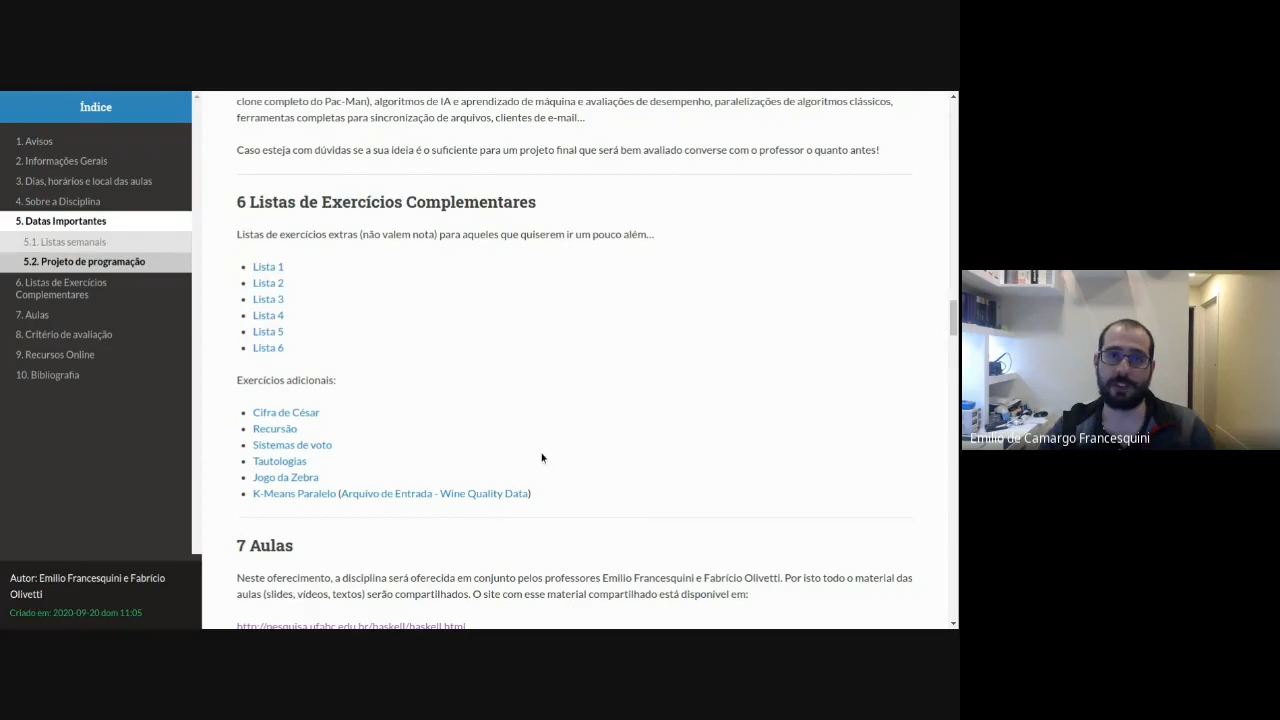 Índice
1. Avisos
2. Informações Gerais
3. Dias, horários e local das aulas
4. Sobre a Disciplina
5. Datas Importantes
5.1. Listas semanais
5.2. Projeto de programação
6. Listas de Exercícios
Complementares
7. Aulas
8. Critério de avaliação
9. Recursos Online
10. Bibliografia
Autor: Emilio Francesquini e Fabrício
Olivetti
Criado em: 2020-09-20 dom 11:05
clone completo do Pac-Man), algoritmos de IA e aprendizado de máquina e avaliações de desempenho, paralelizações de algoritmos clássicos,
ferramentas completas para sincronização de arquivos, clientes de e-mail…
Caso esteja com dúvidas se a sua ideia é o suficiente para um projeto final que será bem avaliado converse com o professor o quanto antes!
6 Listas de Exercícios Complementares
Listas de exercícios extras (não valem nota) para aqueles que quiserem ir um pouco além…
Lista 1
Lista 2
Lista 3
Lista 4
Lista 5
Lista 6
Exercícios adicionais:
Cifra de César
Recursão
Sistemas de voto
Tautologias
Jogo da Zebra
K-Means Paralelo (Arquivo de Entrada - Wine Quality Data)
7 Aulas
Neste oferecimento, a disciplina será oferecida em conjunto pelos professores Emilio Francesquini e Fabrício Olivetti. Por isto todo o material das
aulas (slides, vídeos, textos) serão compartilhados. O site com esse material compartilhado está disponível em:
http://pesquisa.ufabc.edu.br/haskell/haskell.html
Emilio de Camargo Francesquini